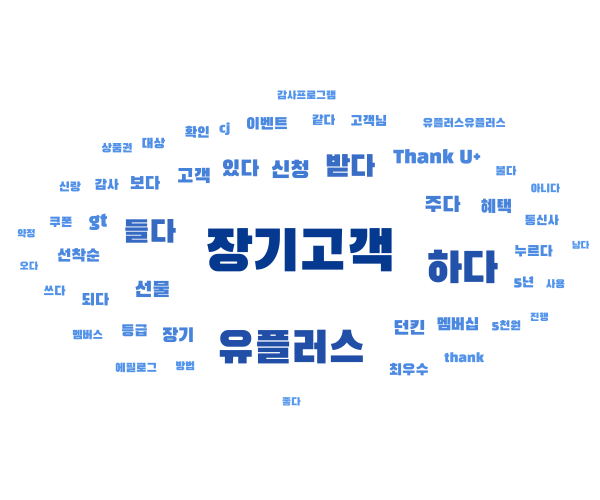 감사프로그램
상품권 대상 확인 cj 이벤트 같다 고객님 유플러스유플러스
신랑 감사 보다 고객 있다 신청 받다 Thank U+ 불다
약정 쿠폰 gt 들다 주다 혜택 아니다
오다 선착순 장기고객 하다 누르다 통신사 남다
쓰다 되다 선물 5년 사용
멤버스 등급 장기 유플러스 던킨 멤버십 5천원 진행
에필로그 방법 최우수 thank
좋다